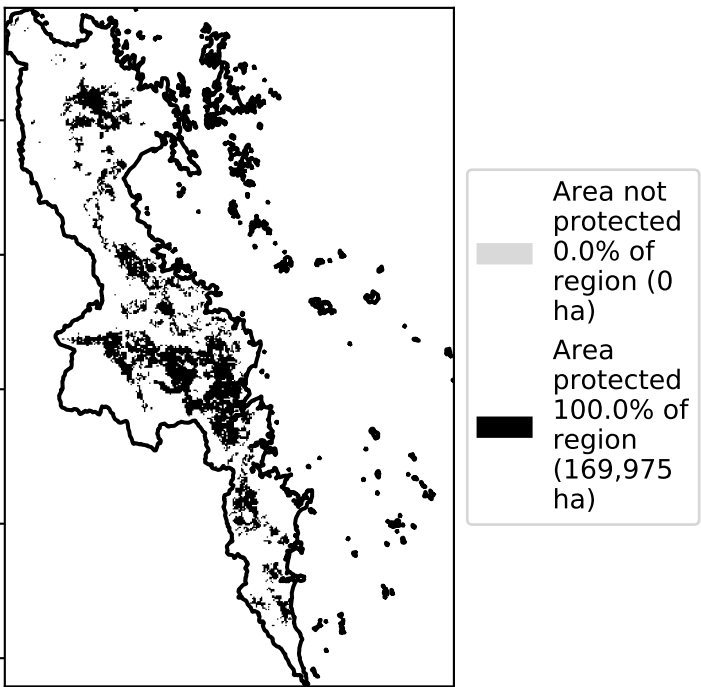 Area not
protected
0.0% of
region (0
ha)
Area
protected
100.0% of
region
(169,975
ha)